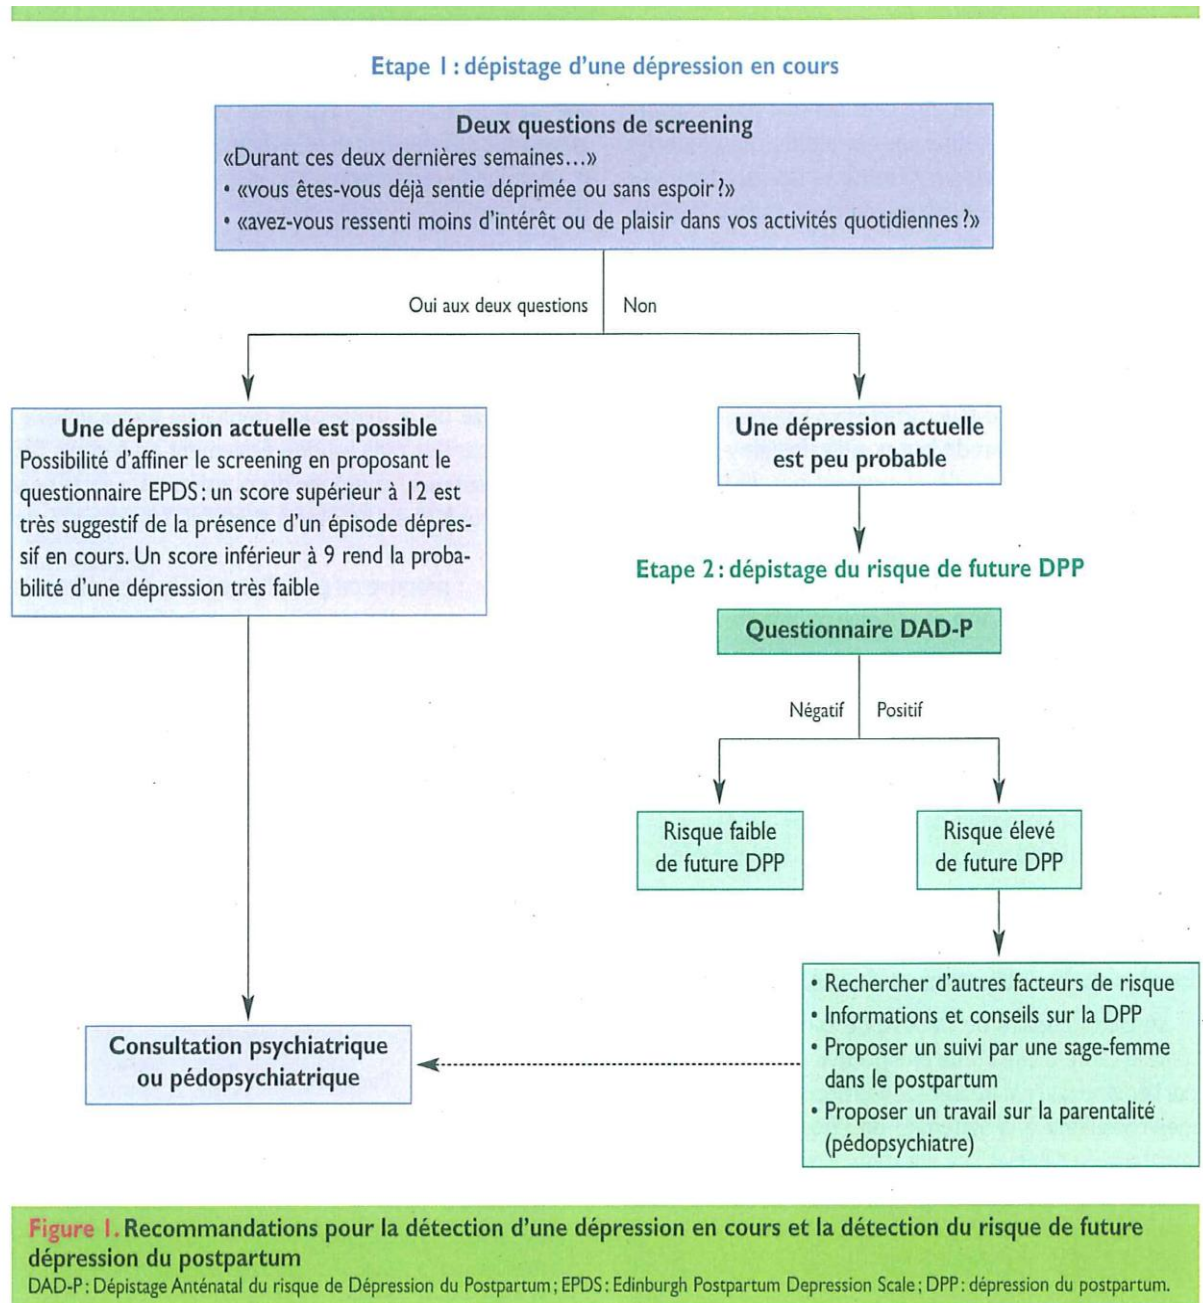 Etape 1 : dépistage d'une dépression en cours
Deux questions de screening
«Durant ces deux dernières semaines…»
• «vous êtes-vous déjà sentie déprimée ou sans espoir ?»
• «avez-vous ressenti moins d'intérêt ou de plaisir dans vos activités quotidiennes ?»
Oui aux deux questions
Non
Une dépression actuelle est possible
Possibilité d'affiner le screening en proposant le
questionnaire EPDS : un score supérieur à 12 est
très suggestif de la présence d'un épisode dépres-
sif en cours. Un score inférieur à 9 rend la proba-
bilité d'une dépression très faible
Une dépression actuelle
est peu probable
Etape 2 : dépistage du risque de future DPP
Questionnaire DAD-P
Négatif
Positif
Risque faible
de future DPP
Risque élevé
de future DPP
• Rechercher d'autres facteurs de risque
• Informations et conseils sur la DPP
• Proposer un suivi par une sage-femme
dans le postpartum
• Proposer un travail sur la parentalité
(pédopsychiatre)
Consultation psychiatrique
ou pédopsychiatrique
Figure 1. Recommandations pour la détection d'une dépression en cours et la détection du risque de future
dépression du postpartum
DAD-P : Dépistage Anténatal du risque de Dépression du Postpartum ; EPDS : Edinburgh Postpartum Depression Scale ; DPP : dépression du postpartum.